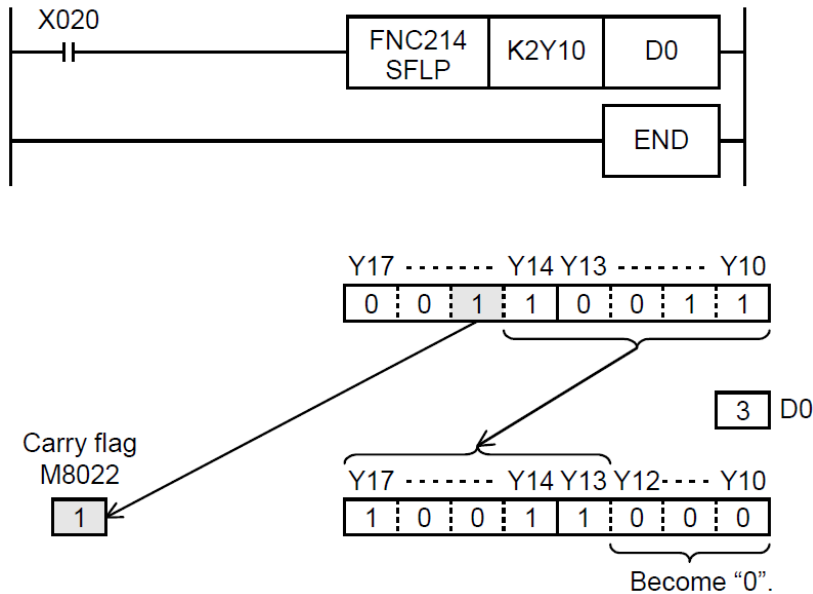 X020
FNC214 SFLP K2Y10 D0
END
Y17 Y14 Y13 Y10
0 0 1 1 0 0 1 1
3 D0
Carry flag
M8022
Y17 Y14 Y13 Y12 Y10
1 1 0 0 1 1 0 0 0
Become “0”.